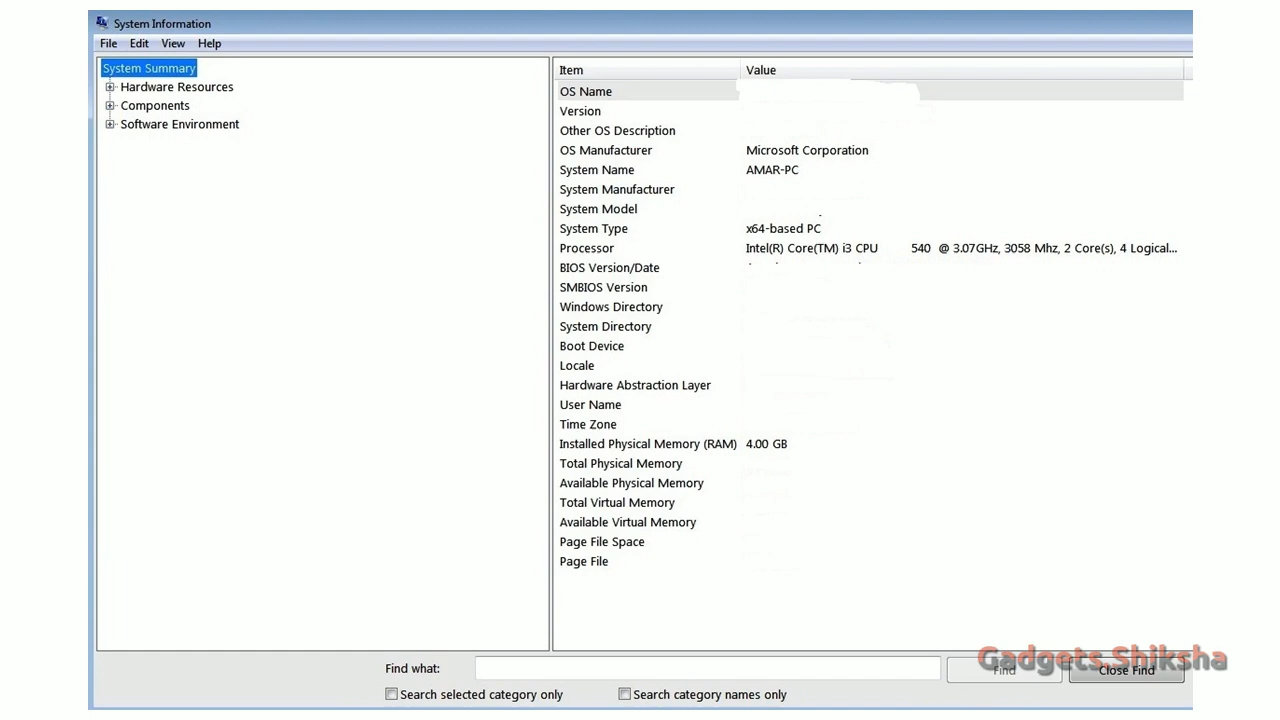 System Information
File Edit View Help
System Summary
Hardware Resources
Components
Software Environment
Item Value
OS Name
Version
Other OS Description
OS Manufacturer Microsoft Corporation
System Name AMAR-PC
System Manufacturer
System Model
System Type x64-based PC
Processor Intel(R) Core(TM) i3 CPU 540 @ 3.07GHz, 3058 Mhz, 2 Core(s), 4 Logical...
BIOS Version/Date
SMBIOS Version
Windows Directory
System Directory
Boot Device
Locale
Hardware Abstraction Layer
User Name
Time Zone
Installed Physical Memory (RAM) 4.00 GB
Total Physical Memory
Available Physical Memory
Total Virtual Memory
Available Virtual Memory
Page File Space
Page File
Gadgets.Shiksha
Find what: Find Close Find
Search selected category only Search category names only